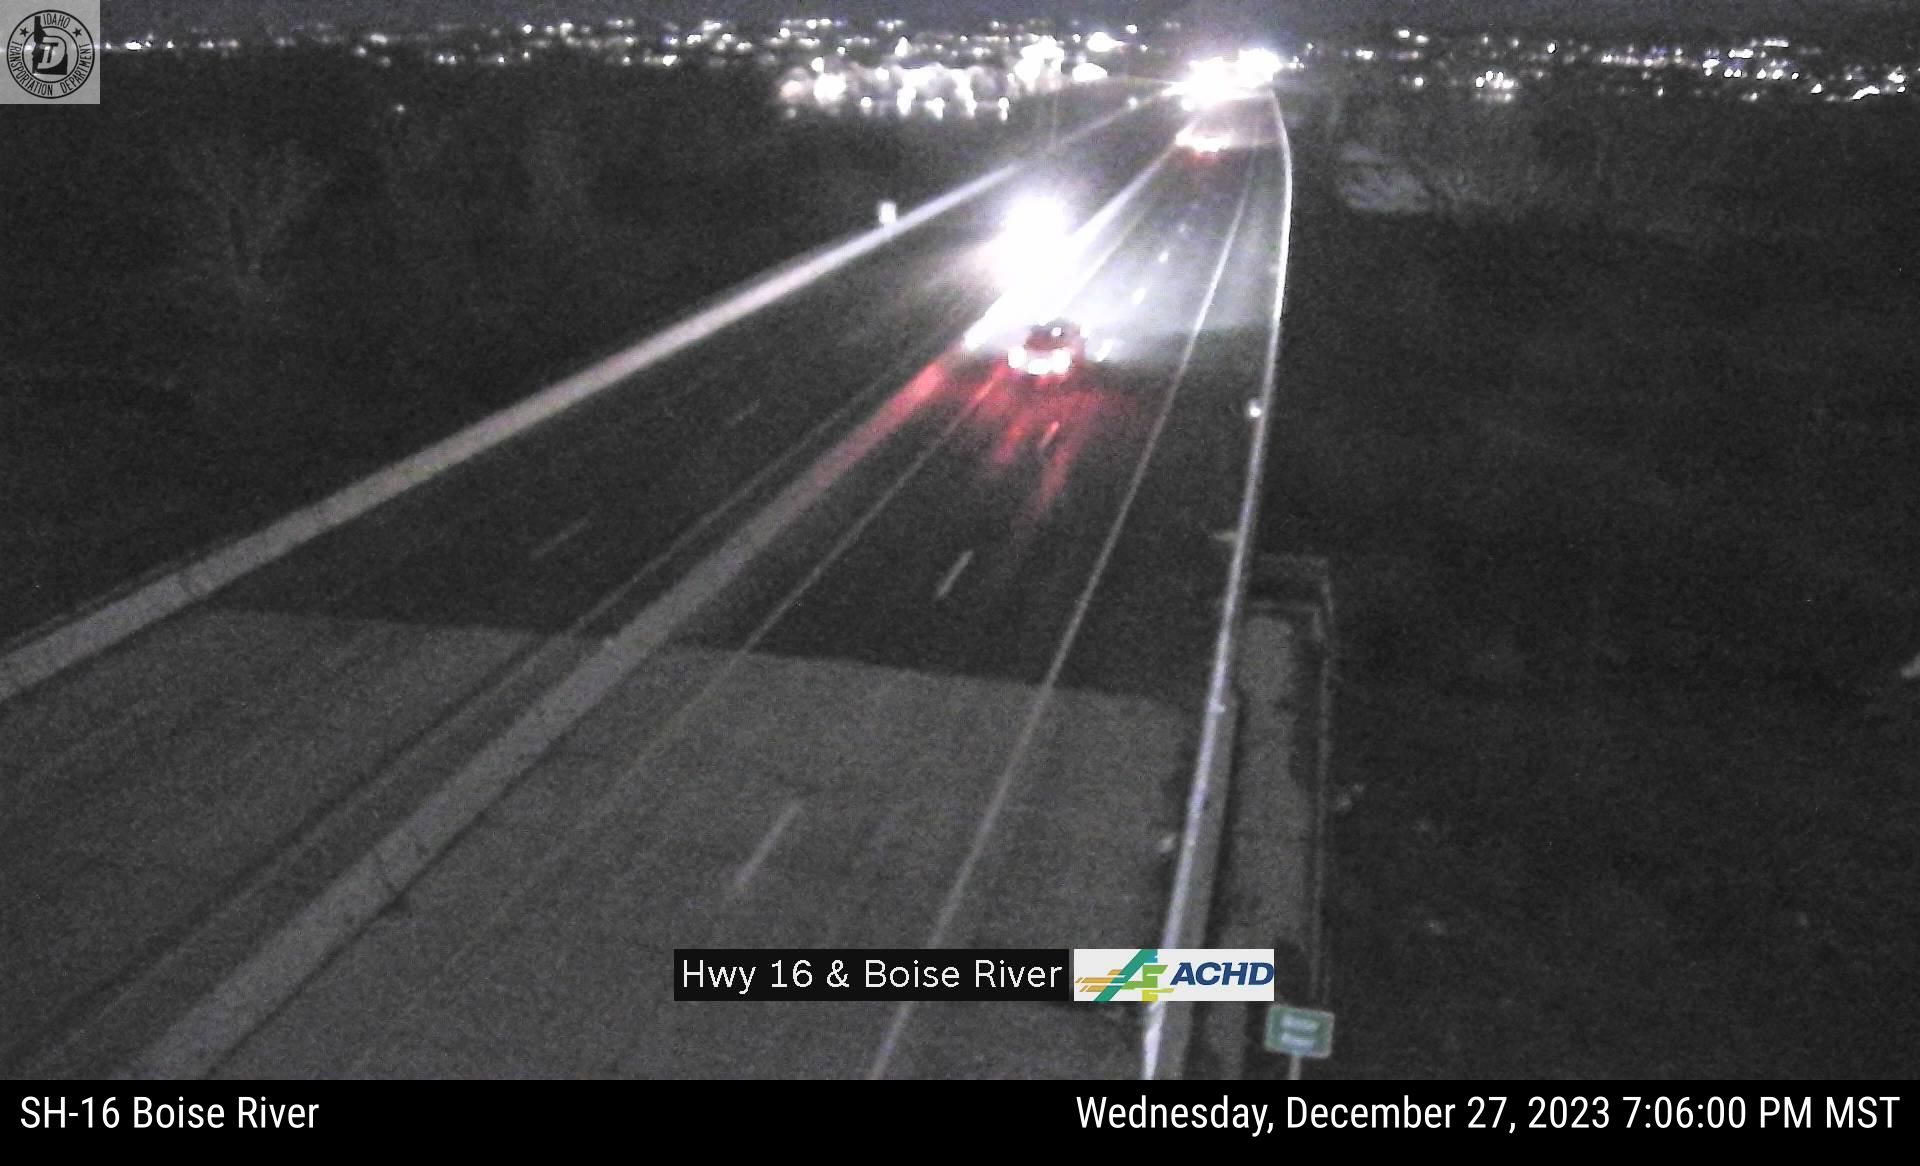 IDAHO
TRANSPORTATION DEPARTMENT
Hwy 16 & Boise River
ACHD
SH-16 Boise River
Wednesday, December 27, 2023 7:06:00 PM MST